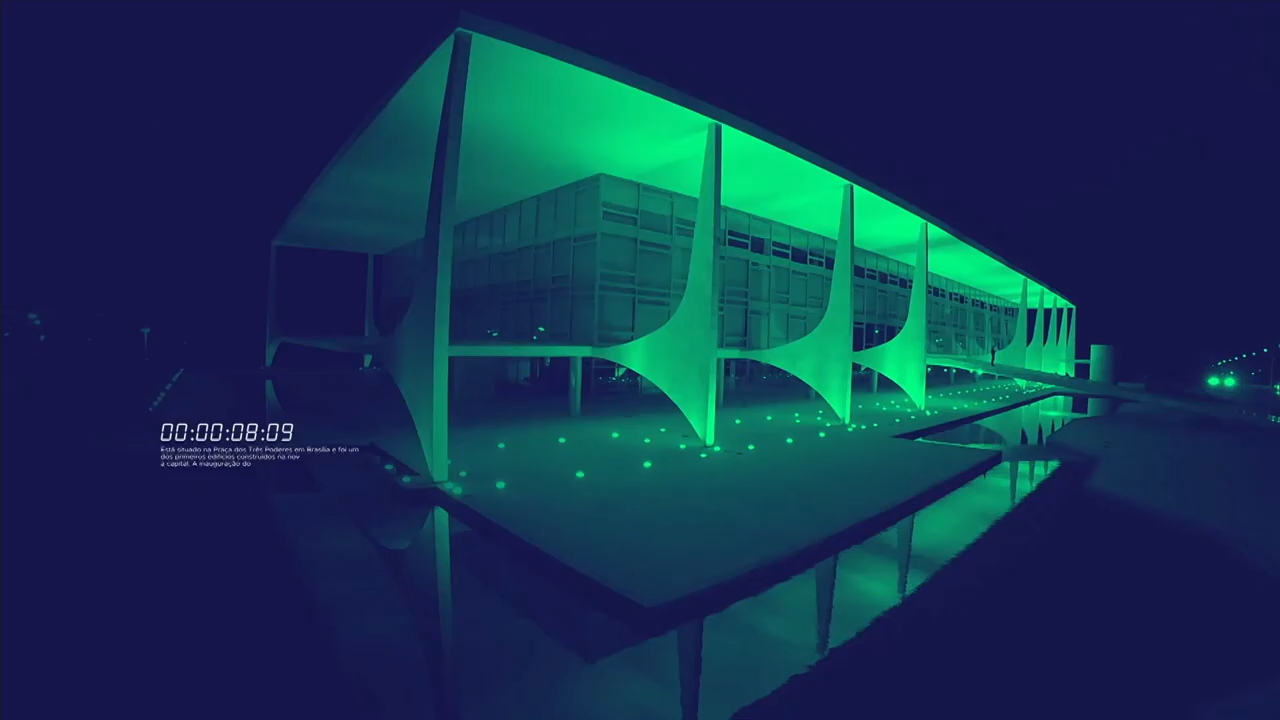 00:00:08:09
Está situado na Praça dos Três Poderes em Brasília e foi um
dos primeiros edifícios construídos na nov
a capital. A inauguração do